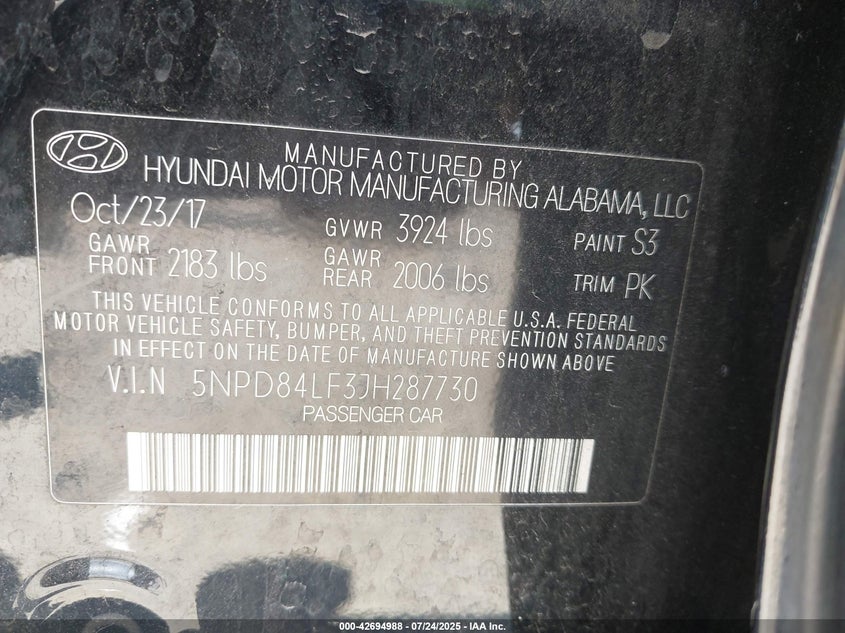 MANUFACTURED BY
HYUNDAI MOTOR MANUFACTURING ALABAMA, LLC
Oct/23/17 GVWR 3924 lbs PAINT S3
GAWR FRONT 2183 lbs GAWR REAR 2006 lbs TRIM PK
THIS VEHICLE CONFORMS TO ALL APPLICABLE U.S.A. FEDERAL
MOTOR VEHICLE SAFETY, BUMPER, AND THEFT PREVENTION STANDARDS
IN EFFECT ON THE DATE OF MANUFACTURE SHOWN ABOVE
V.I.N 5NPD84LF3JH287730
PASSENGER CAR
000-42694988 - 07/24/2025 - IAA Inc.